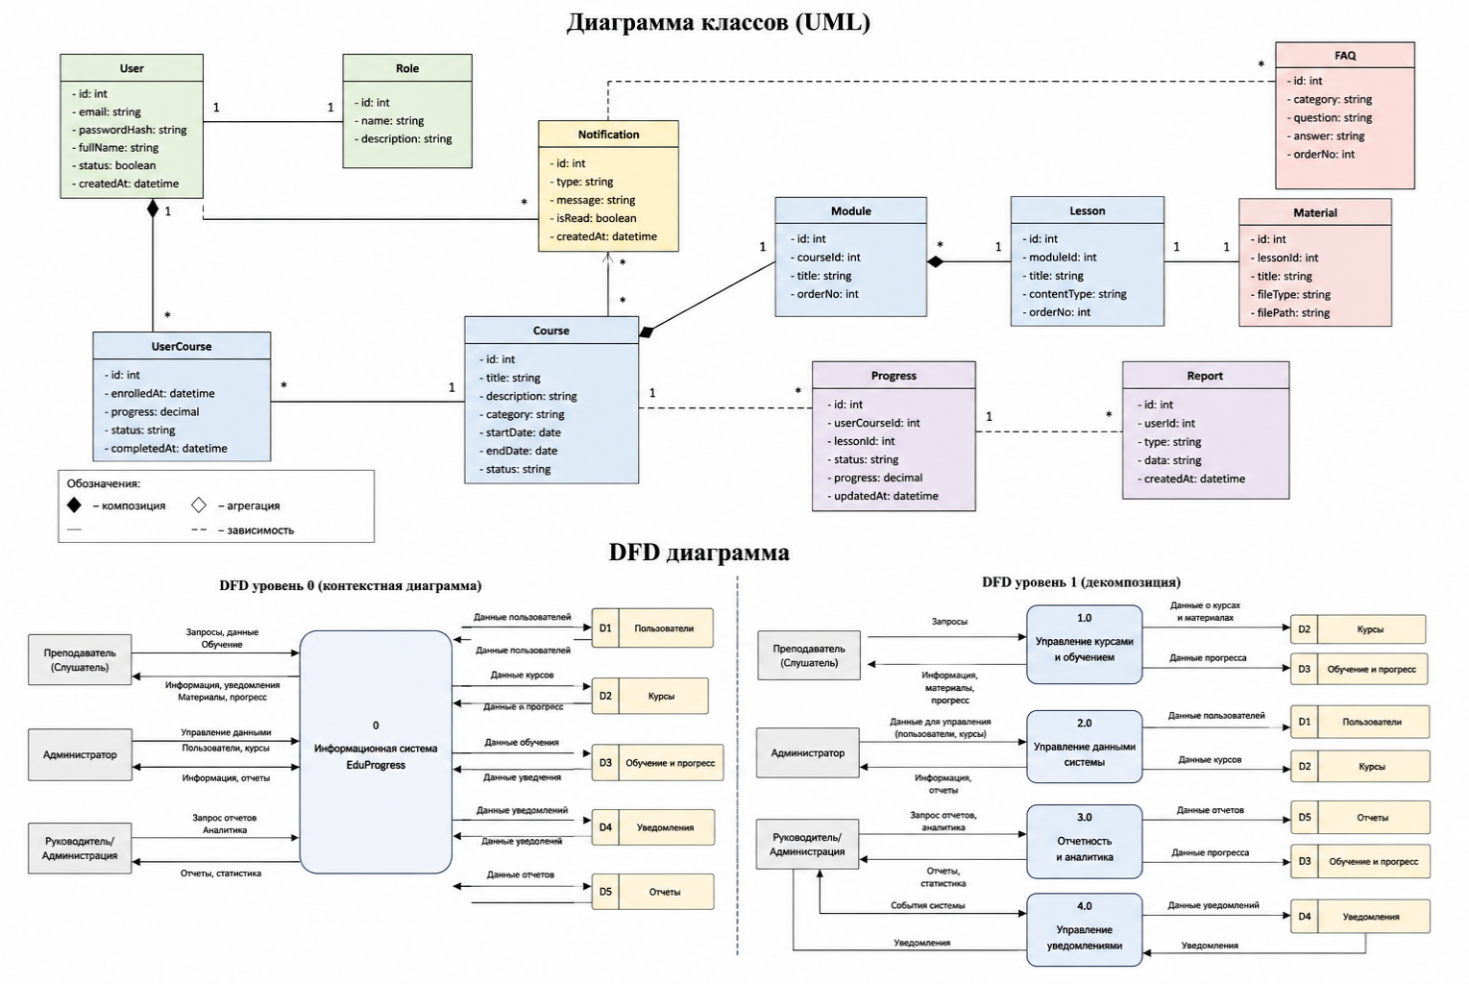 Диаграмма классов (UML)
User
- id: int
- email: string
- passwordHash: string
- fullName: string
- status: boolean
- createdAt: datetime
1
1
Role
- id: int
- name: string
- description: string
Notification
- id: int
- type: string
- message: string
- isRead: boolean
- createdAt: datetime
*
FAQ
- id: int
- category: string
- question: string
- answer: string
- orderNo: int
1
*
*
*
*
Module
- id: int
- courseId: int
- title: string
- orderNo: int
1
*
1
Lesson
- id: int
- moduleId: int
- title: string
- contentType: string
- orderNo: int
1
1
Material
- id: int
- lessonId: int
- title: string
- fileType: string
- filePath: string
UserCourse
- id: int
- enrolledAt: datetime
- progress: decimal
- status: string
- completedAt: datetime
*
1
Course
- id: int
- title: string
- description: string
- category: string
- startDate: date
- endDate: date
- status: string
1
*
Progress
- id: int
- userCourseId: int
- lessonId: int
- status: string
- progress: decimal
- updatedAt: datetime
1
*
Report
- id: int
- userId: int
- type: string
- data: string
- createdAt: datetime
Обозначения:
– композиция
– агрегация
– зависимость
DFD диаграмма
DFD уровень 0 (контекстная диаграмма)
Преподаватель
(Слушатель)
Запросы, данные
Обучение
Информация, уведомления
Материалы, прогресс
Администратор
Управление данными
Пользователи, курсы
Информация, отчеты
Руководитель/
Администрация
Запрос отчетов
Аналитика
Отчеты, статистика
0
Информационная система
EduProgress
Данные пользователей
Данные пользователей
D1 Пользователи
Данные курсов
Данные и прогресс
D2 Курсы
Данные обучения
Данные уведчения
D3 Обучение и прогресс
Данные уведомлений
Данные
D4 Уведомления
Данные отчетов
D5 Отчеты
DFD уровень 1 (декомпозиция)
Преподаватель
(Слушатель)
Запросы
Информация,
материалы,
прогресс
1.0
Управление курсами
и обучением
Данные о курсах
и материалах
D2 Курсы
Данные прогресса
D3 Обучение и прогресс
Администратор
Данные для управления
(пользователи, курсы)
Информация,
отчеты
2.0
Управление данными
системы
Данные пользователей
D1 Пользователи
Данные курсов
D2 Курсы
Руководитель/
Администрация
Запрос отчетов,
аналитика
Отчеты,
статистика
3.0
Отчетность
и аналитика
Данные отчетов
D5 Отчеты
Данные прогресса
D3 Обучение и прогресс
События системы
Уведомления
4.0
Управление
уведомлениями
Данные уведомлений
D4 Уведомления
Уведомления